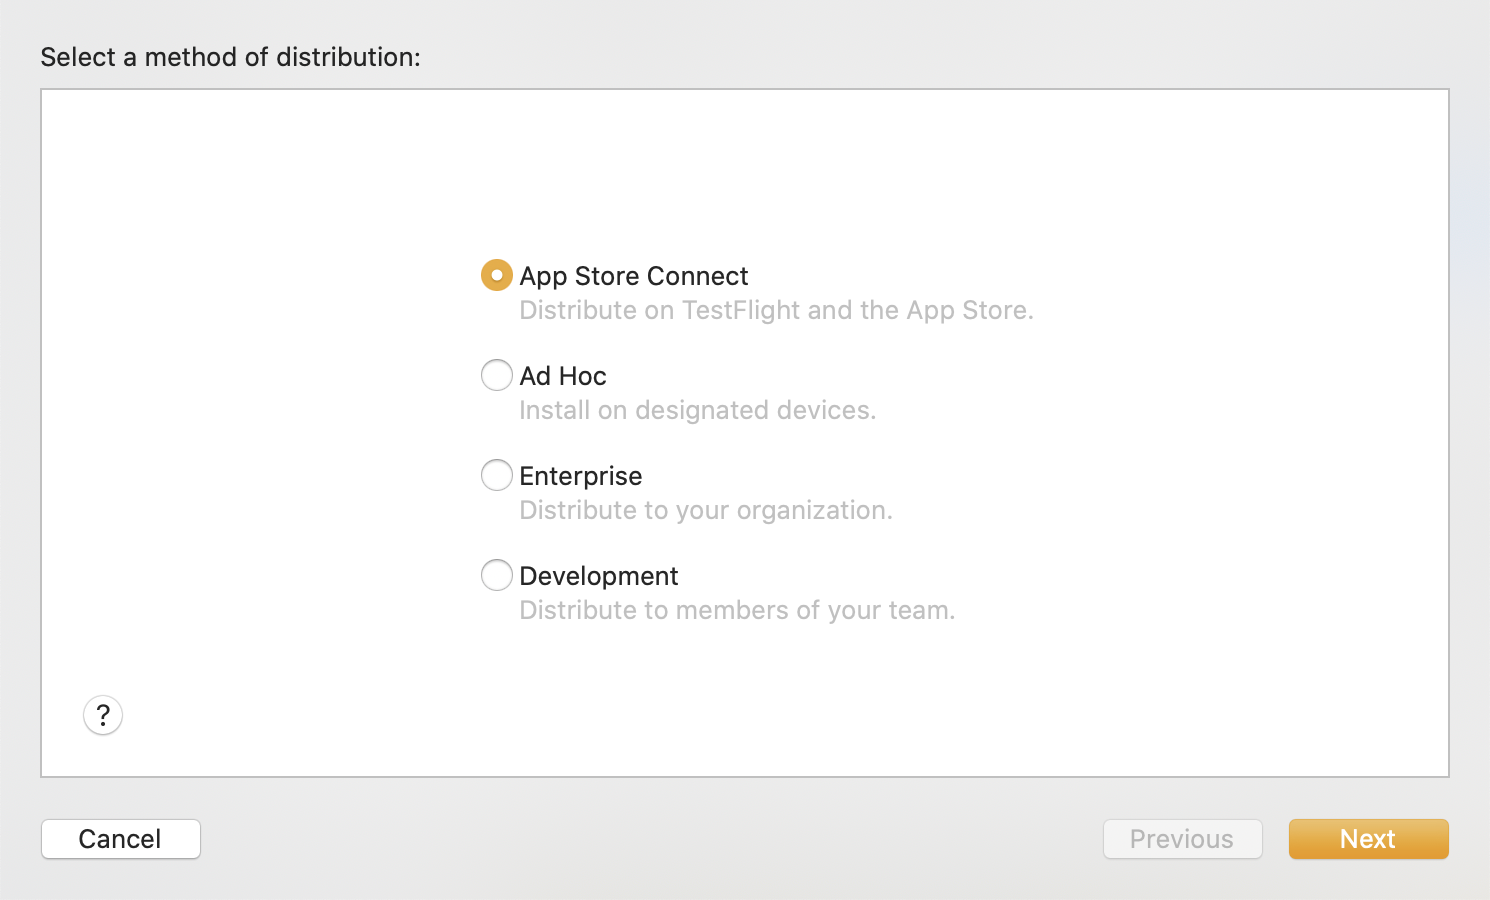 Select a method of distribution:
App Store Connect
Distribute on TestFlight and the App Store.
Ad Hoc
Install on designated devices.
Enterprise
Distribute to your organization.
Development
Distribute to members of your team.
?
Cancel
Previous
Next